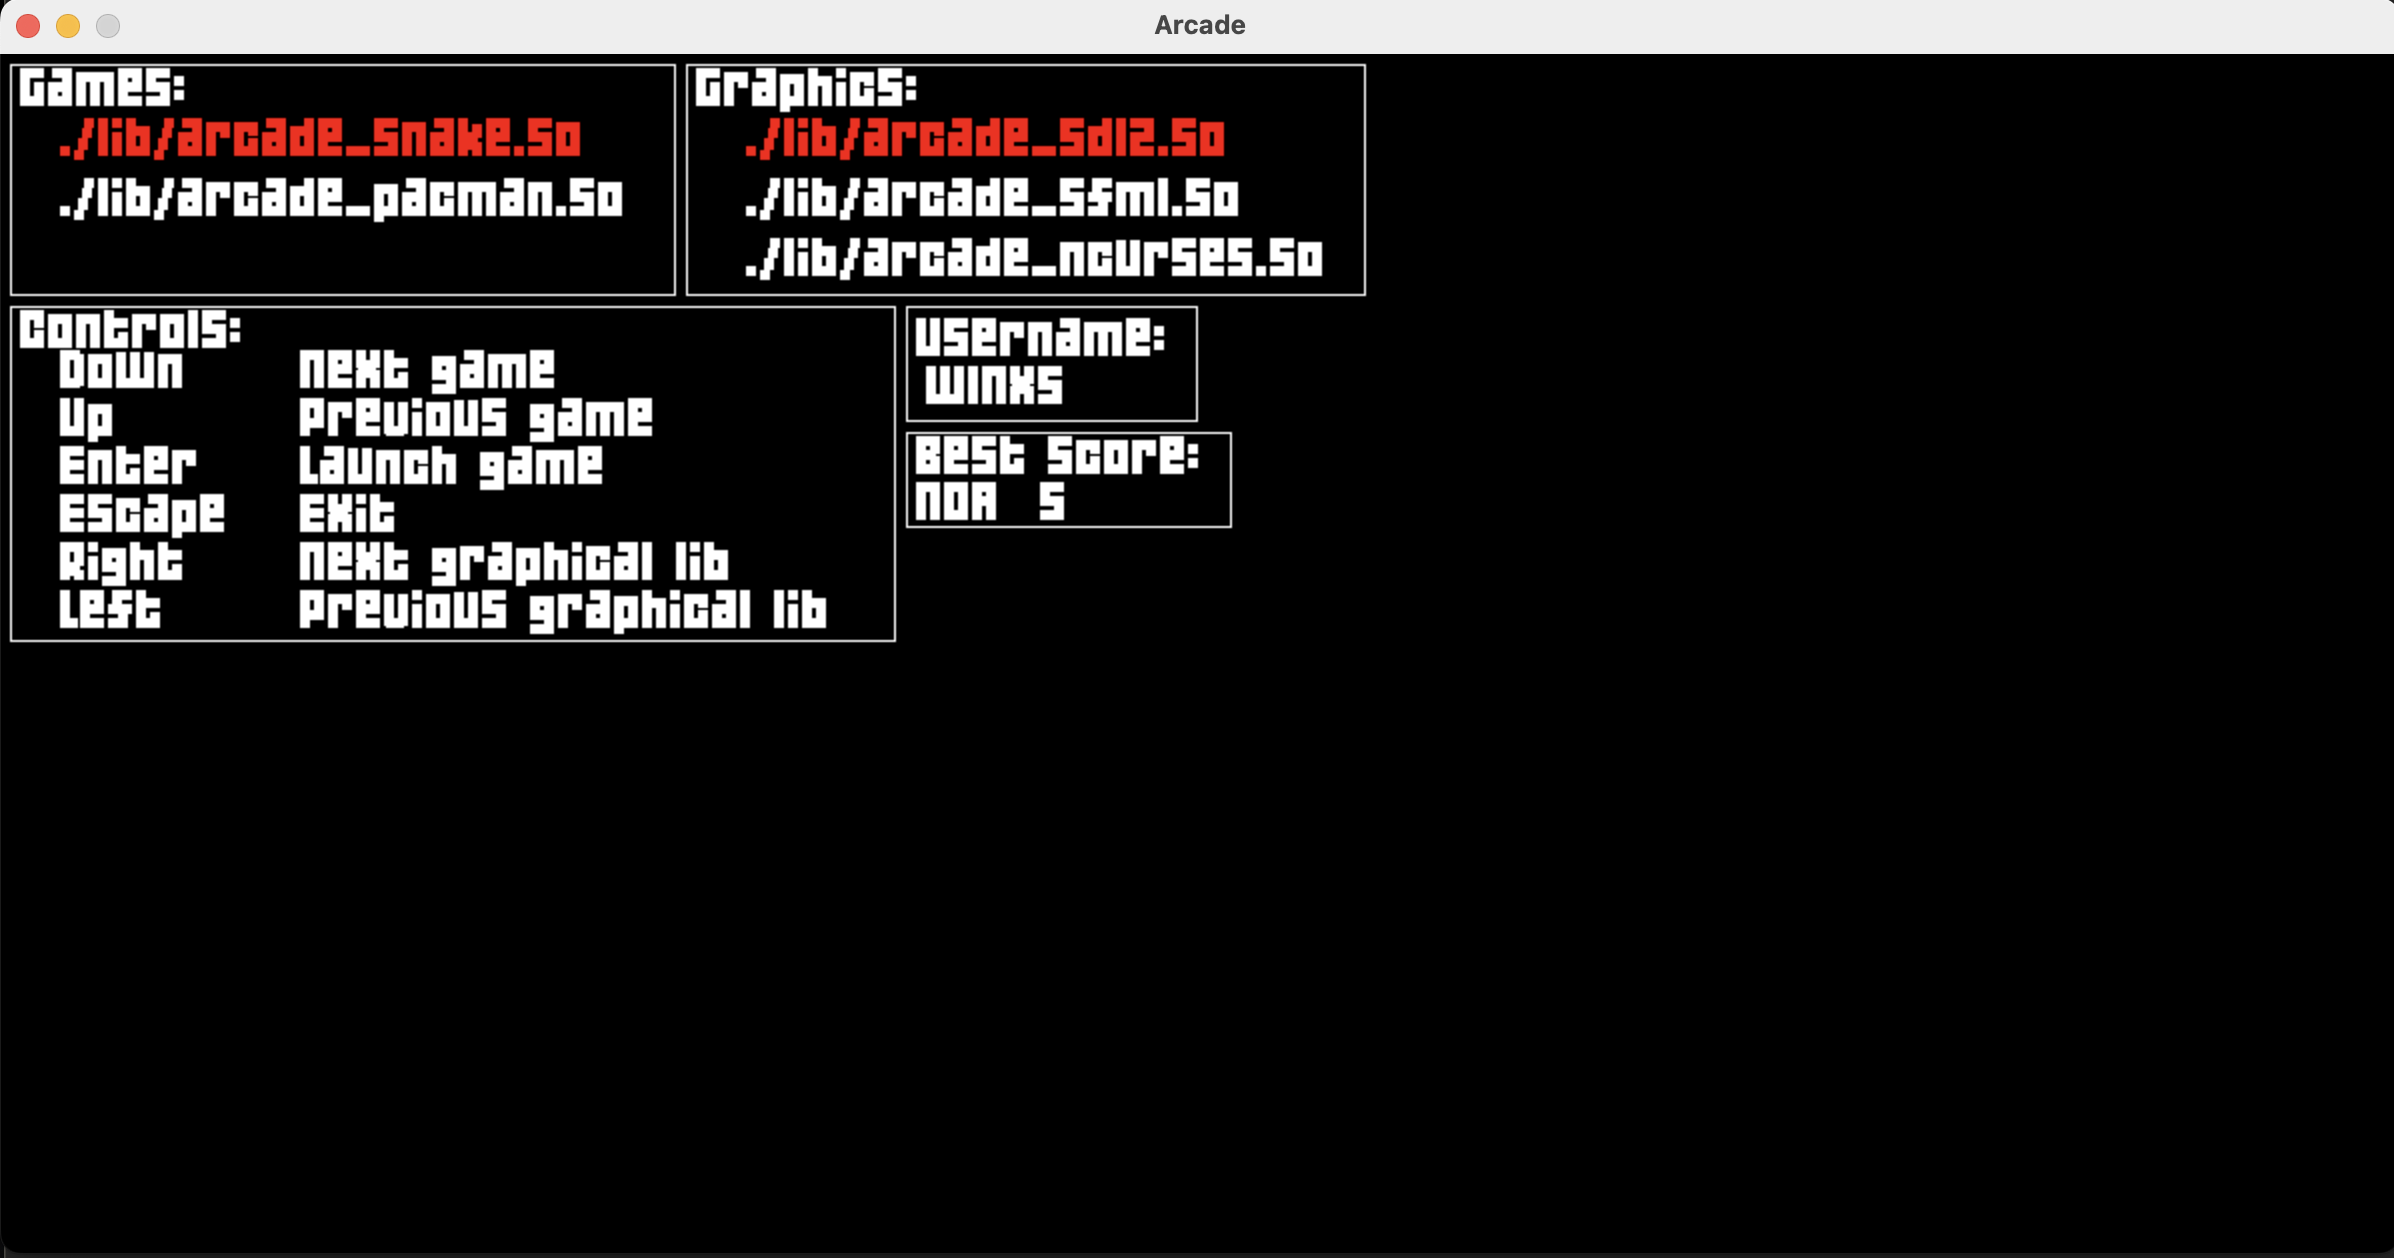 Arcade
Games:
./lib/arcade_snake.so
./lib/arcade_pacman.so
Graphics:
./lib/arcade_sdl2.so
./lib/arcade_sfml.so
./lib/arcade_ncurses.so
Controls:
Down Next game
Up Previous game
Enter Launch game
Escape Exit
Right Next graphical lib
Left Previous graphical lib
Username:
WINXS
Best Score:
NOA 5